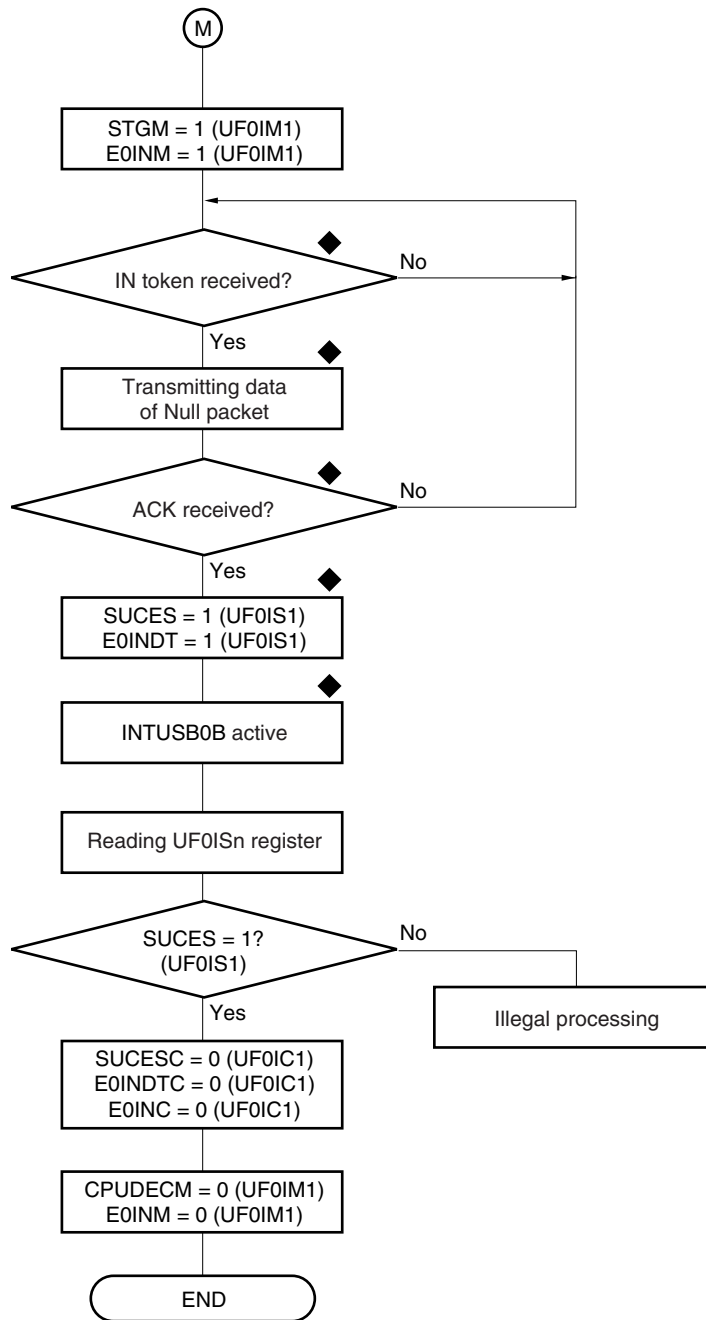 M
STGM = 1 (UF0IM1)
E0INM = 1 (UF0IM1)
IN token received?
No
Yes
Transmitting data
of Null packet
ACK received?
No
Yes
SUCES = 1 (UF0IS1)
E0INDT = 1 (UF0IS1)
INTUSB0B active
Reading UF0ISn register
SUCES = 1?
(UF0IS1)
No
Illegal processing
Yes
SUCESC = 0 (UF0IC1)
E0INDTC = 0 (UF0IC1)
E0INC = 0 (UF0IC1)
CPUDECM = 0 (UF0IM1)
E0INM = 0 (UF0IM1)
END